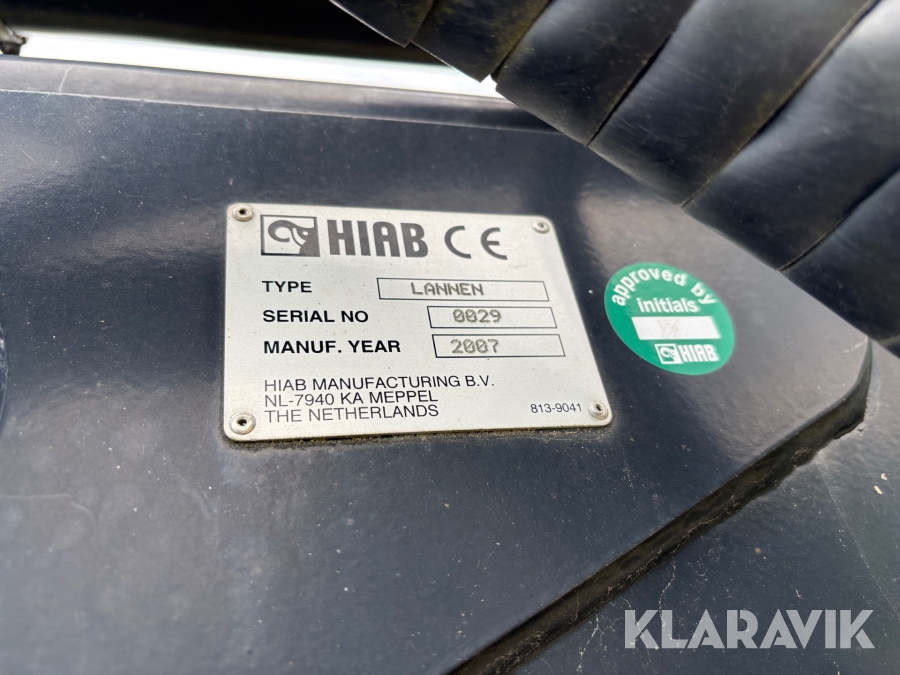 HIAB CE
TYPE LANNEN
SERIAL NO 0029
MANUF. YEAR 2007
HIAB MANUFACTURING B.V.
NL-7940 KA MEPPEL
THE NETHERLANDS
813-9041
approved by
initials
HIAB
KLARAVIK